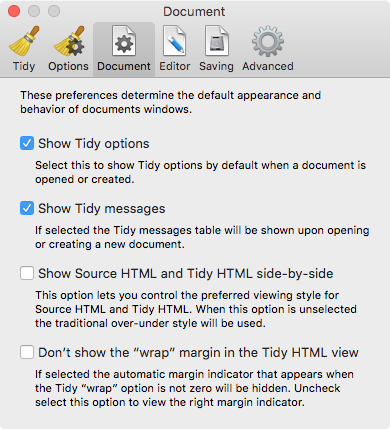 Document
Tidy Options Document Editor Saving Advanced
These preferences determine the default appearance and
behavior of documents windows.
Show Tidy options
Select this to show Tidy options by default when a document is
opened or created.
Show Tidy messages
If selected the Tidy messages table will be shown upon opening
or creating a new document.
Show Source HTML and Tidy HTML side-by-side
This option lets you control the preferred viewing style for
Source HTML and Tidy HTML. When this option is unselected
the traditional over-under style will be used.
Don’t show the “wrap” margin in the Tidy HTML view
If selected the automatic margin indicator that appears when
the Tidy “wrap” option is not zero will be hidden. Uncheck
select this option to view the right margin indicator.